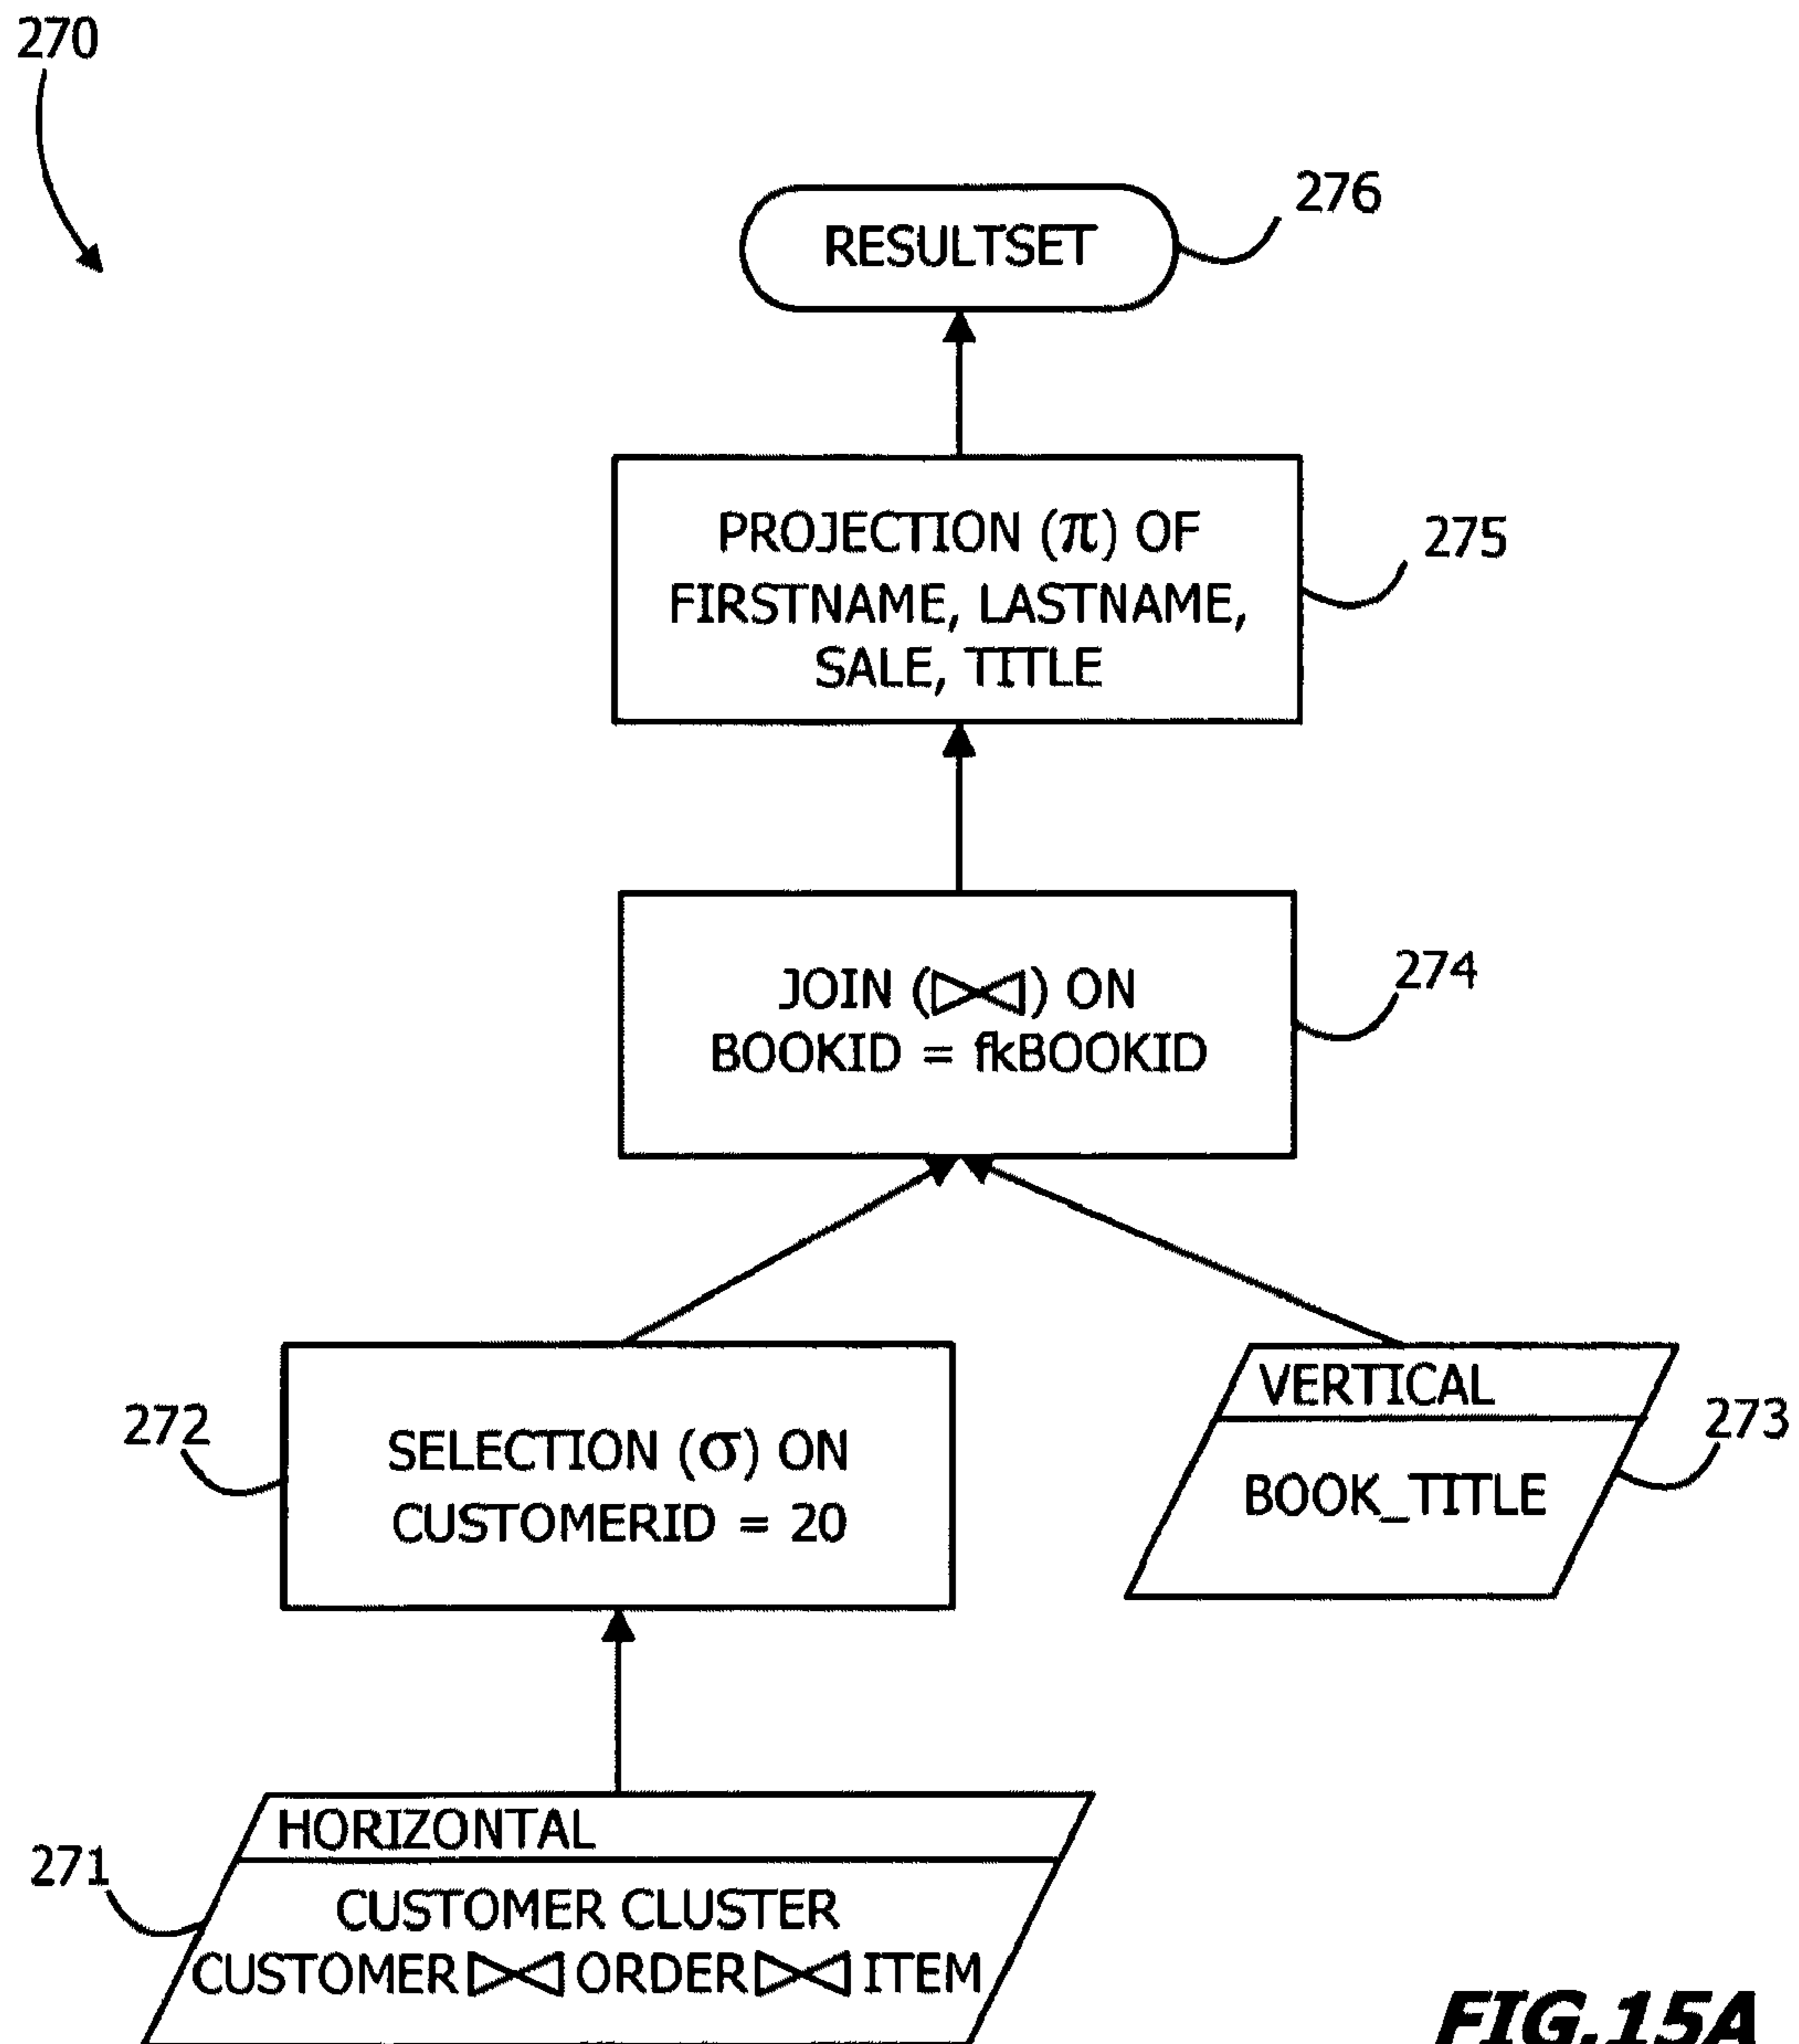 270
276
RESULTSET
PROJECTION (π) OF
FIRSTNAME, LASTNAME,
SALE, TITLE
275
JOIN (⋈) ON
BOOKID = fkBOOKID
274
272
SELECTION (σ) ON
CUSTOMERID = 20
VERTICAL
BOOK_TITLE
273
271
HORIZONTAL
CUSTOMER CLUSTER
CUSTOMER ⋈ ORDER ⋈ ITEM
FIG.15A